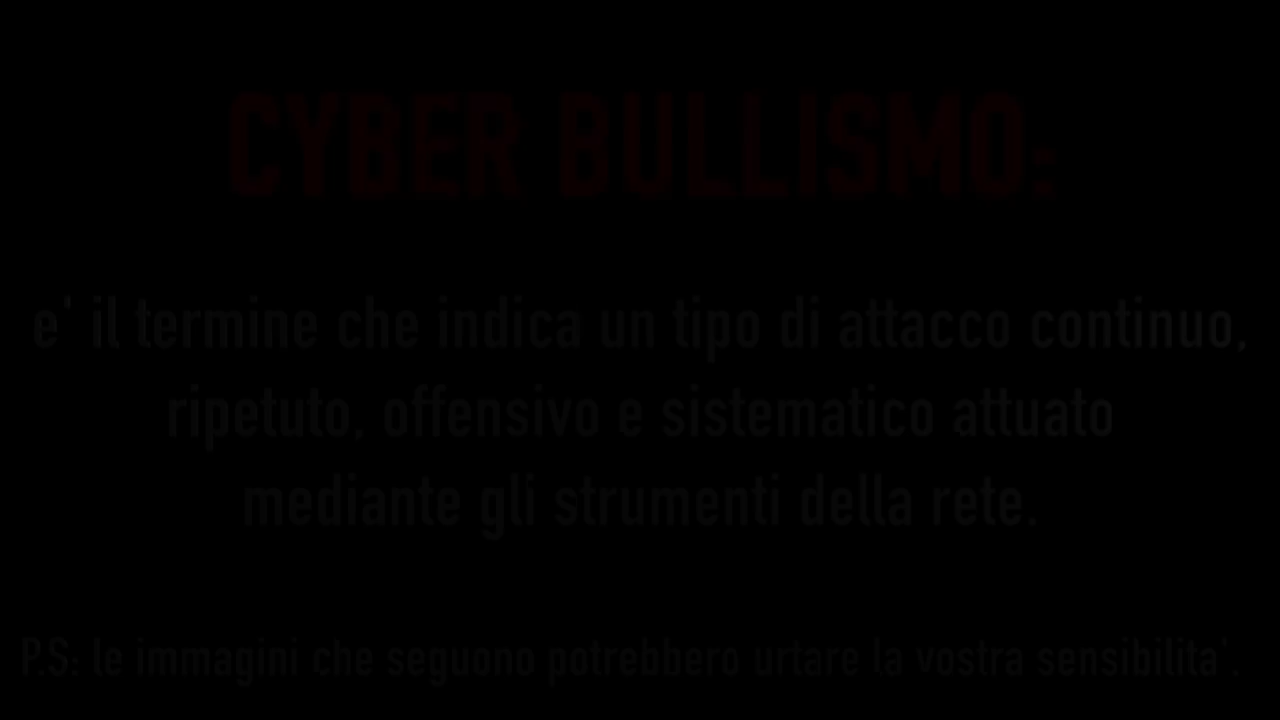 CYBER BULLISMO:
e' il termine che indica un tipo di attacco continuo,
ripetuto, offensivo e sistematico attuato
mediante gli strumenti della rete.
P.S: le immagini che seguono potrebbero urtare la vostra sensibilita'.